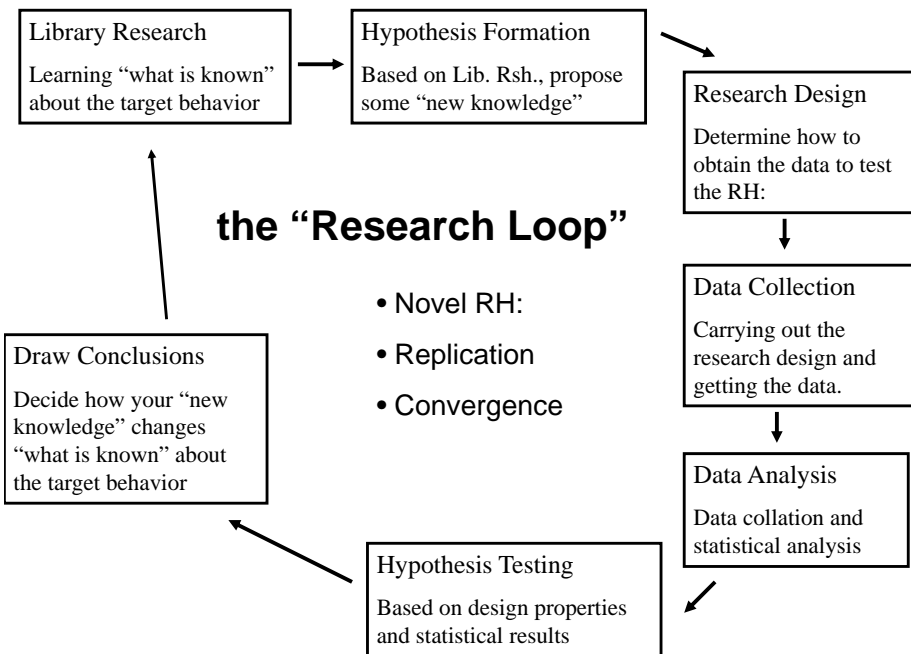 Library Research
Learning “what is known”
about the target behavior
Hypothesis Formation
Based on Lib. Rsh., propose
some “new knowledge”
Research Design
Determine how to
obtain the data to test
the RH:
the “Research Loop”
• Novel RH:
• Replication
• Convergence
Data Collection
Carrying out the
research design and
getting the data.
Draw Conclusions
Decide how your “new
knowledge” changes
“what is known” about
the target behavior
Data Analysis
Data collation and
statistical analysis
Hypothesis Testing
Based on design properties
and statistical results